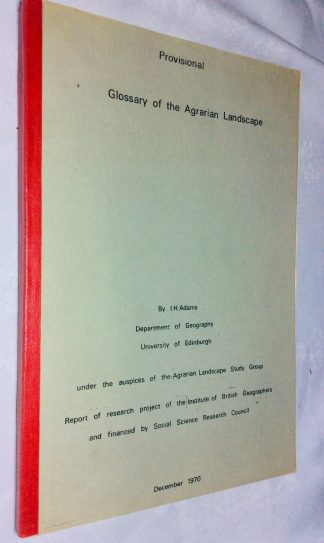 Provisional
Glossary of the Agrarian Landscape
By I.H.Adams
Department of Geography
University of Edinburgh
under the auspices of the Agrarian Landscape Study Group
Report of research project of the Institute of British Geographers
and financed by Social Science Research Council
December 1970